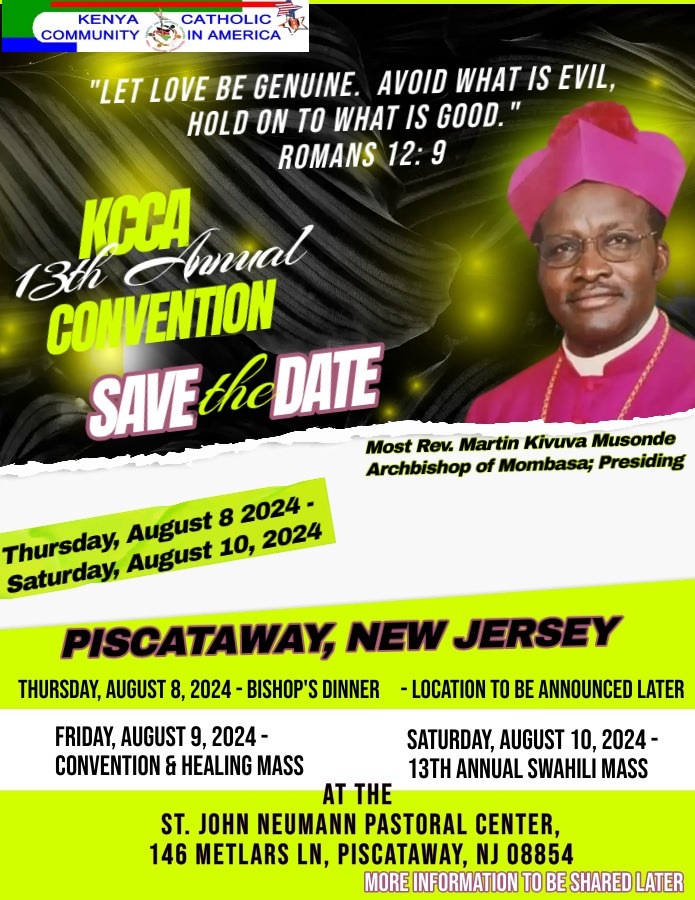 KENYA CATHOLIC
COMMUNITY IN AMERICA
"LET LOVE BE GENUINE. AVOID WHAT IS EVIL,
HOLD ON TO WHAT IS GOOD."
ROMANS 12: 9
KCCA
13th Annual
CONVENTION
SAVE the DATE
Most Rev. Martin Kivuva Musonde
Archbishop of Mombasa; Presiding
Thursday, August 8 2024 -
Saturday, August 10, 2024
PISCATAWAY, NEW JERSEY
THURSDAY, AUGUST 8, 2024 - BISHOP'S DINNER - LOCATION TO BE ANNOUNCED LATER
FRIDAY, AUGUST 9, 2024 -
CONVENTION & HEALING MASS
SATURDAY, AUGUST 10, 2024 -
13TH ANNUAL SWAHILI MASS
AT THE
ST. JOHN NEUMANN PASTORAL CENTER,
146 METLARS LN, PISCATAWAY, NJ 08854
MORE INFORMATION TO BE SHARED LATER